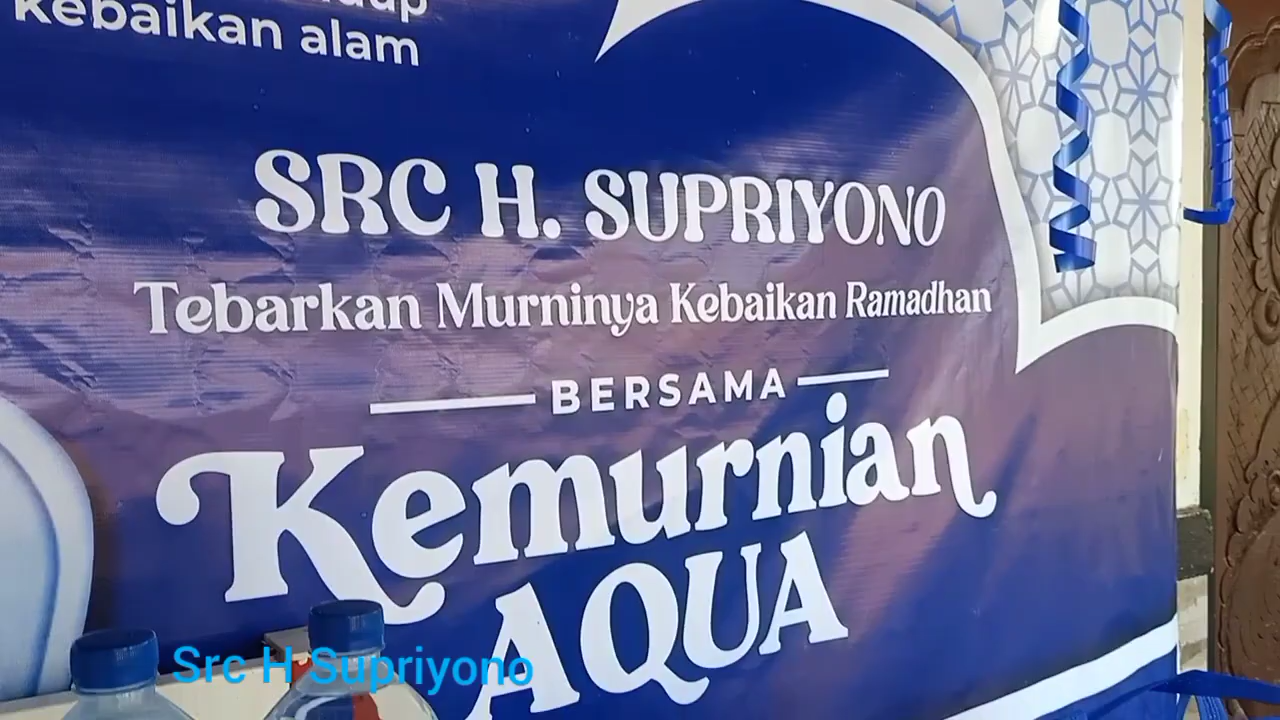 kebaikan alam
SRC H. SUPRIYONO
Tebarkan Murninya Kebaikan Ramadhan
BERSAMA
Kemurnian
AQUA
Src H Supriyono